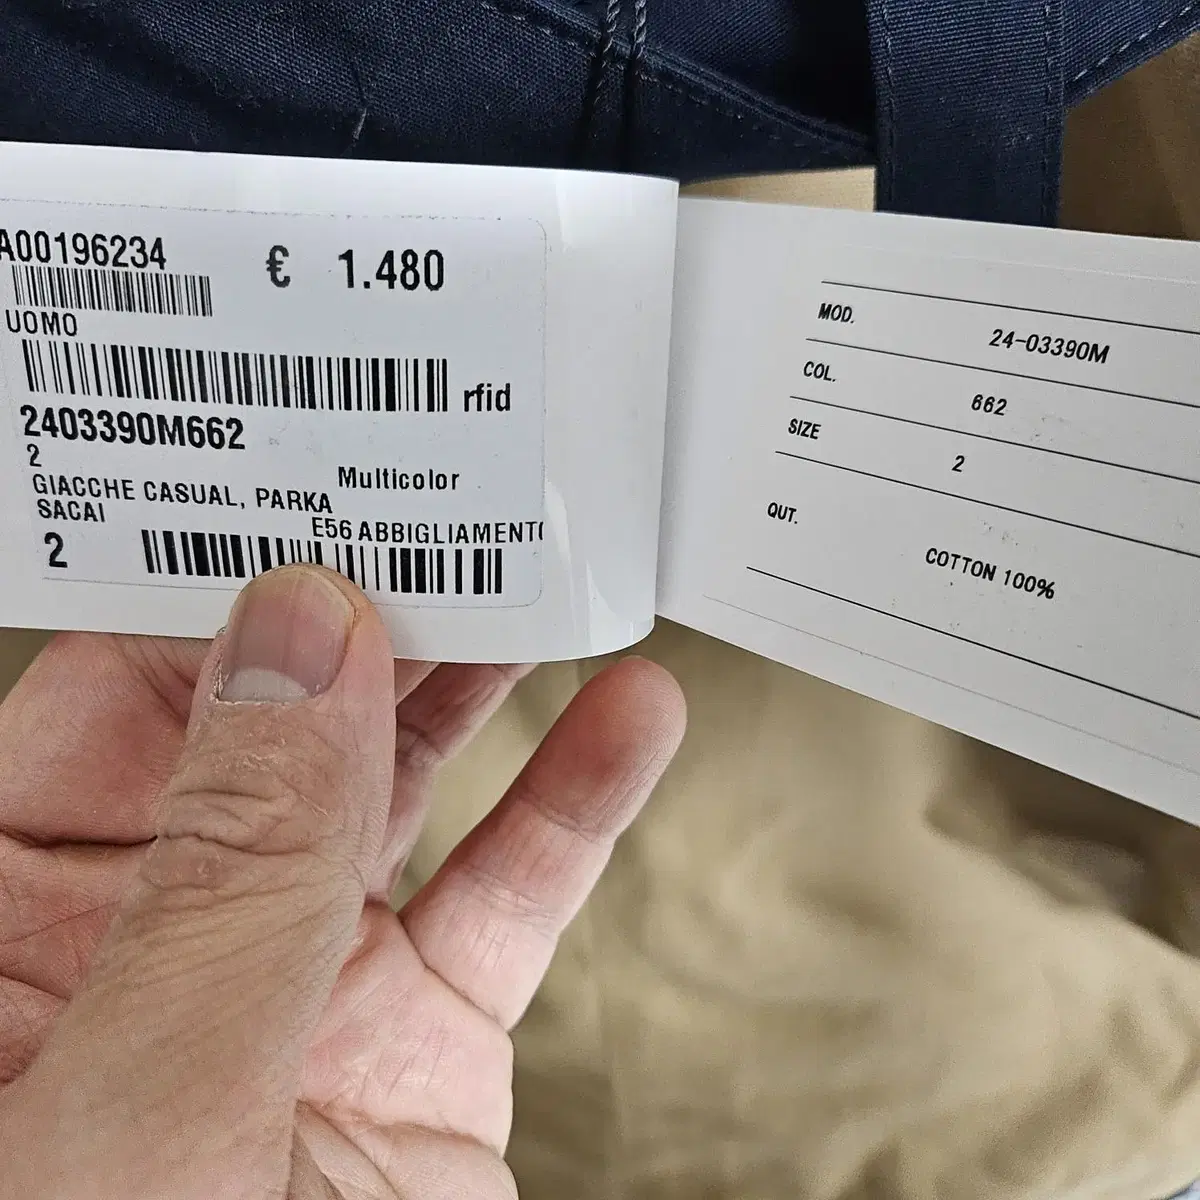 A00196234
€ 1.480
UOMO
rfid
2403390M662
2
Multicolor
GIACCHE CASUAL, PARKA
SACAI
E56 ABBIGLIAMENTO
2
MOD. 24-03390M
COL. 662
SIZE 2
QUT.
COTTON 100%